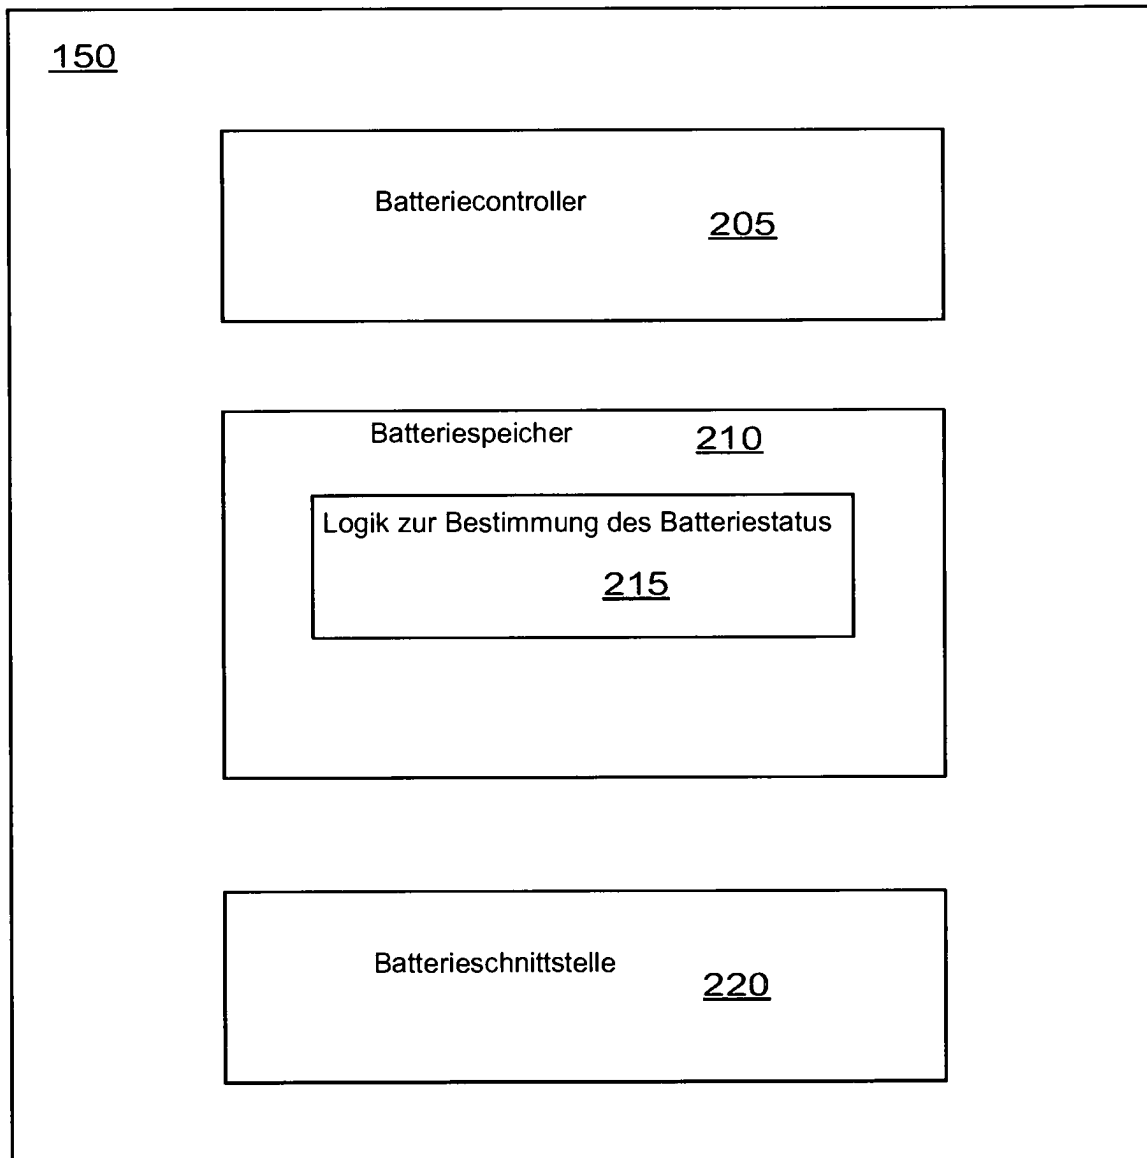 150
Batteriecontroller
205
Batteriespeicher 210
Logik zur Bestimmung des Batteriestatus
215
Batterieschnittstelle
220